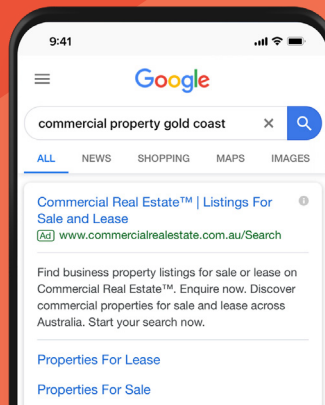 9:41
Google
commercial property gold coast
ALL NEWS SHOPPING MAPS IMAGES
Commercial Real Estate™ | Listings For
Sale and Lease
Ad www.commercialrealestate.com.au/Search
Find business property listings for sale or lease on
Commercial Real Estate™. Enquire now. Discover
commercial properties for sale and lease across
Australia. Start your search now.
Properties For Lease
Properties For Sale